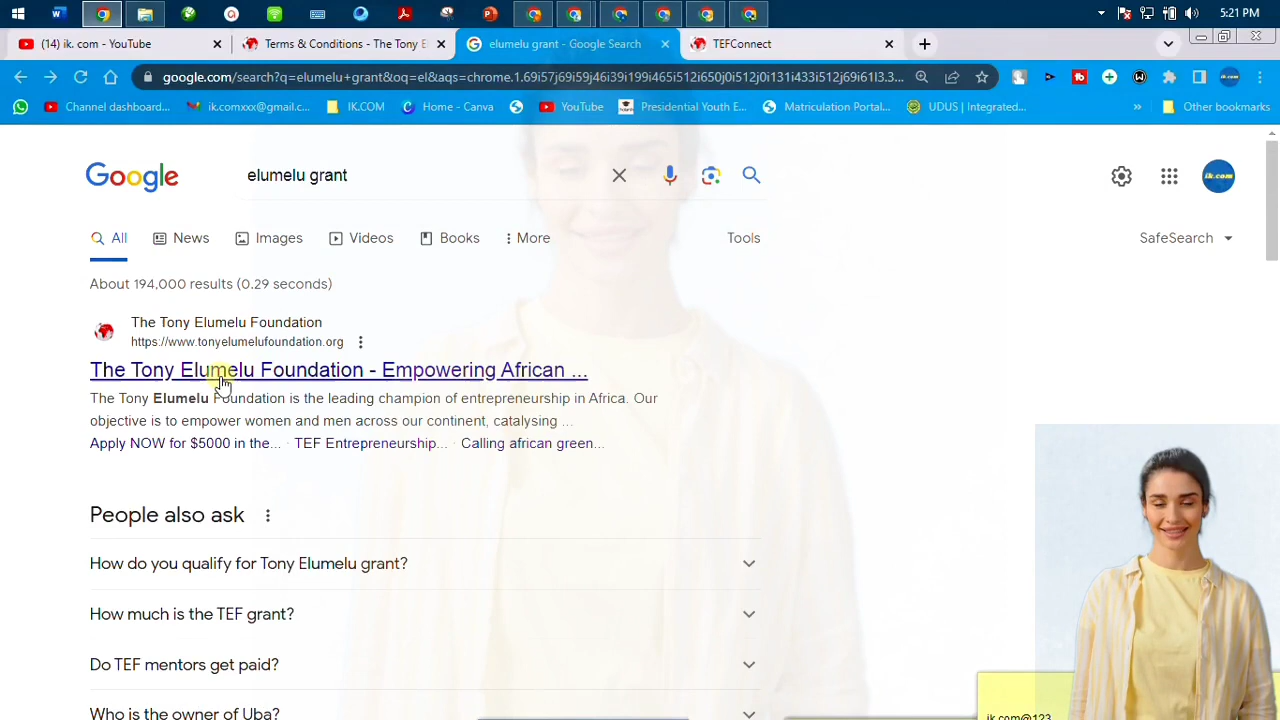 5:21 PM
(14) ik. com - YouTube
Terms & Conditions - The Tony E
elumelu grant - Google Search
TEFConnect
google.com/search?q=elumelu+grant&oq=el&aqs=chrome.1.69i57j69i59j46i39i199i465i512i650j0i512j0i131i433i512j69i61l3.3...
Channel dashboard...
ik.comxxx@gmail.c...
IK.COM
Home - Canva
YouTube
Presidential Youth E...
Matriculation Portal...
UDUS | Integrated...
»
Other bookmarks
Google
elumelu grant
ik.com
All
News
Images
Videos
Books
More
Tools
SafeSearch
About 194,000 results (0.29 seconds)
The Tony Elumelu Foundation
https://www.tonyelumelufoundation.org
The Tony Elumelu Foundation - Empowering African ...
The Tony Elumelu Foundation is the leading champion of entrepreneurship in Africa. Our
objective is to empower women and men across our continent, catalysing ...
Apply NOW for $5000 in the... · TEF Entrepreneurship... · Calling african green...
People also ask
How do you qualify for Tony Elumelu grant?
How much is the TEF grant?
Do TEF mentors get paid?
Who is the owner of Uba?
ik.com@123